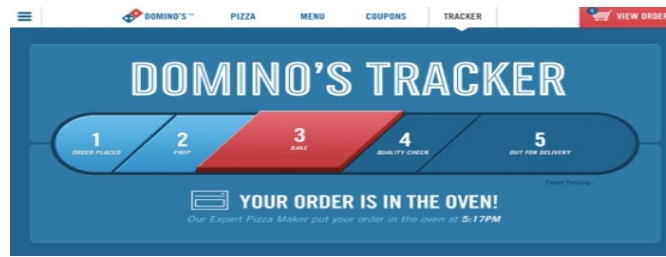 DOMINO'S™ PIZZA MENU COUPONS TRACKER VIEW ORDER
DOMINO'S TRACKER
1 2 3 4 5
ORDER PLACED PREP BAKE QUALITY CHECK OUT FOR DELIVERY
Patent Pending
YOUR ORDER IS IN THE OVEN!
Our Expert Pizza Maker put your order in the oven at 5:17PM